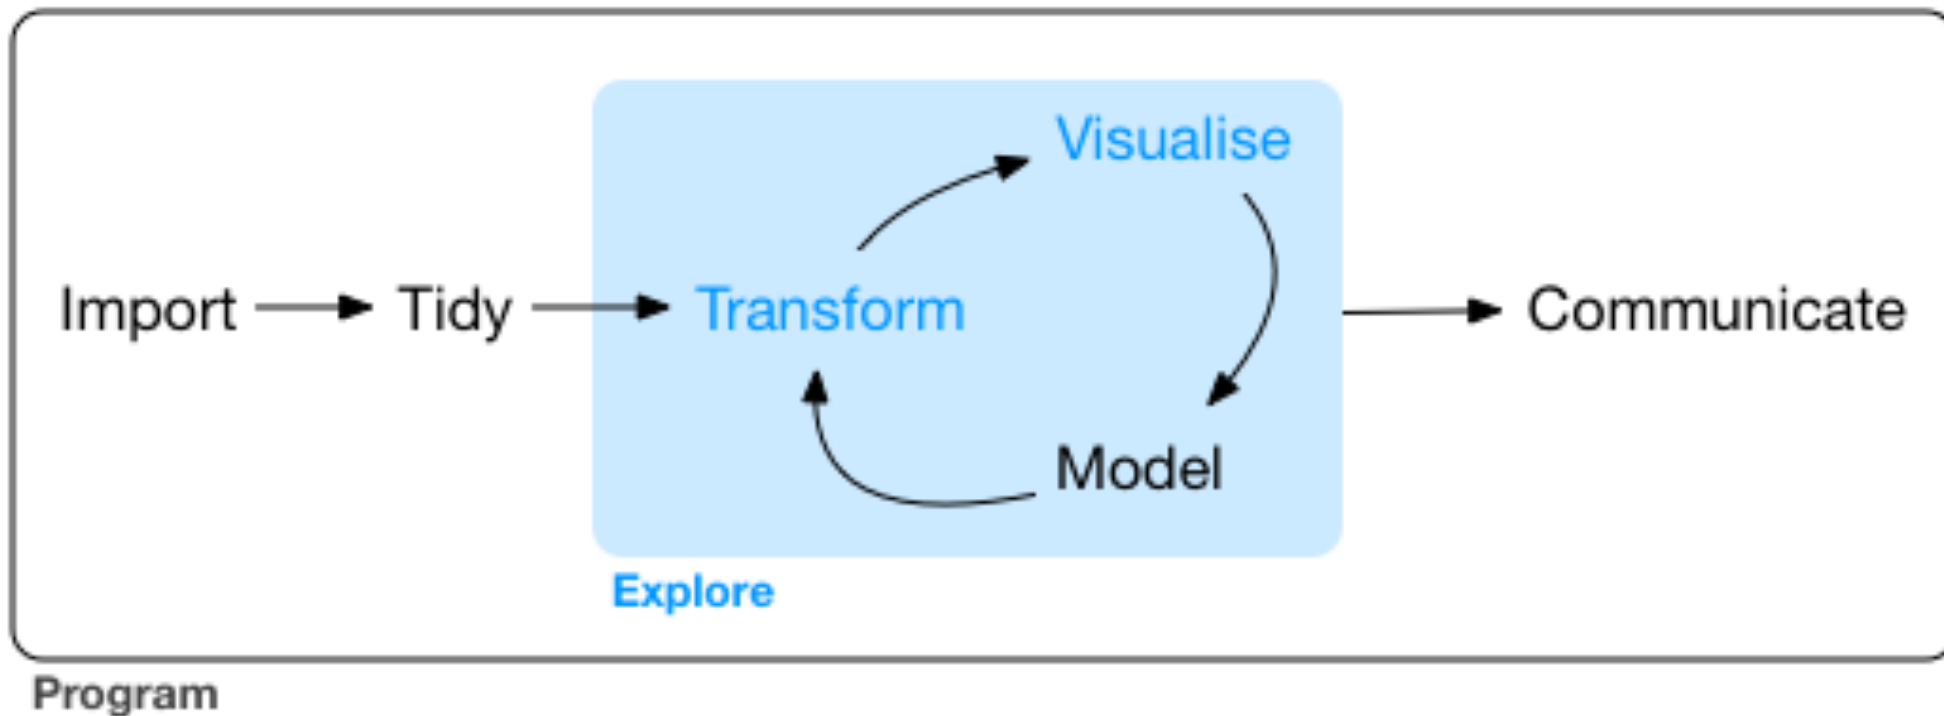 Visualise
Import
Tidy
Transform
Communicate
Model
Explore
Program